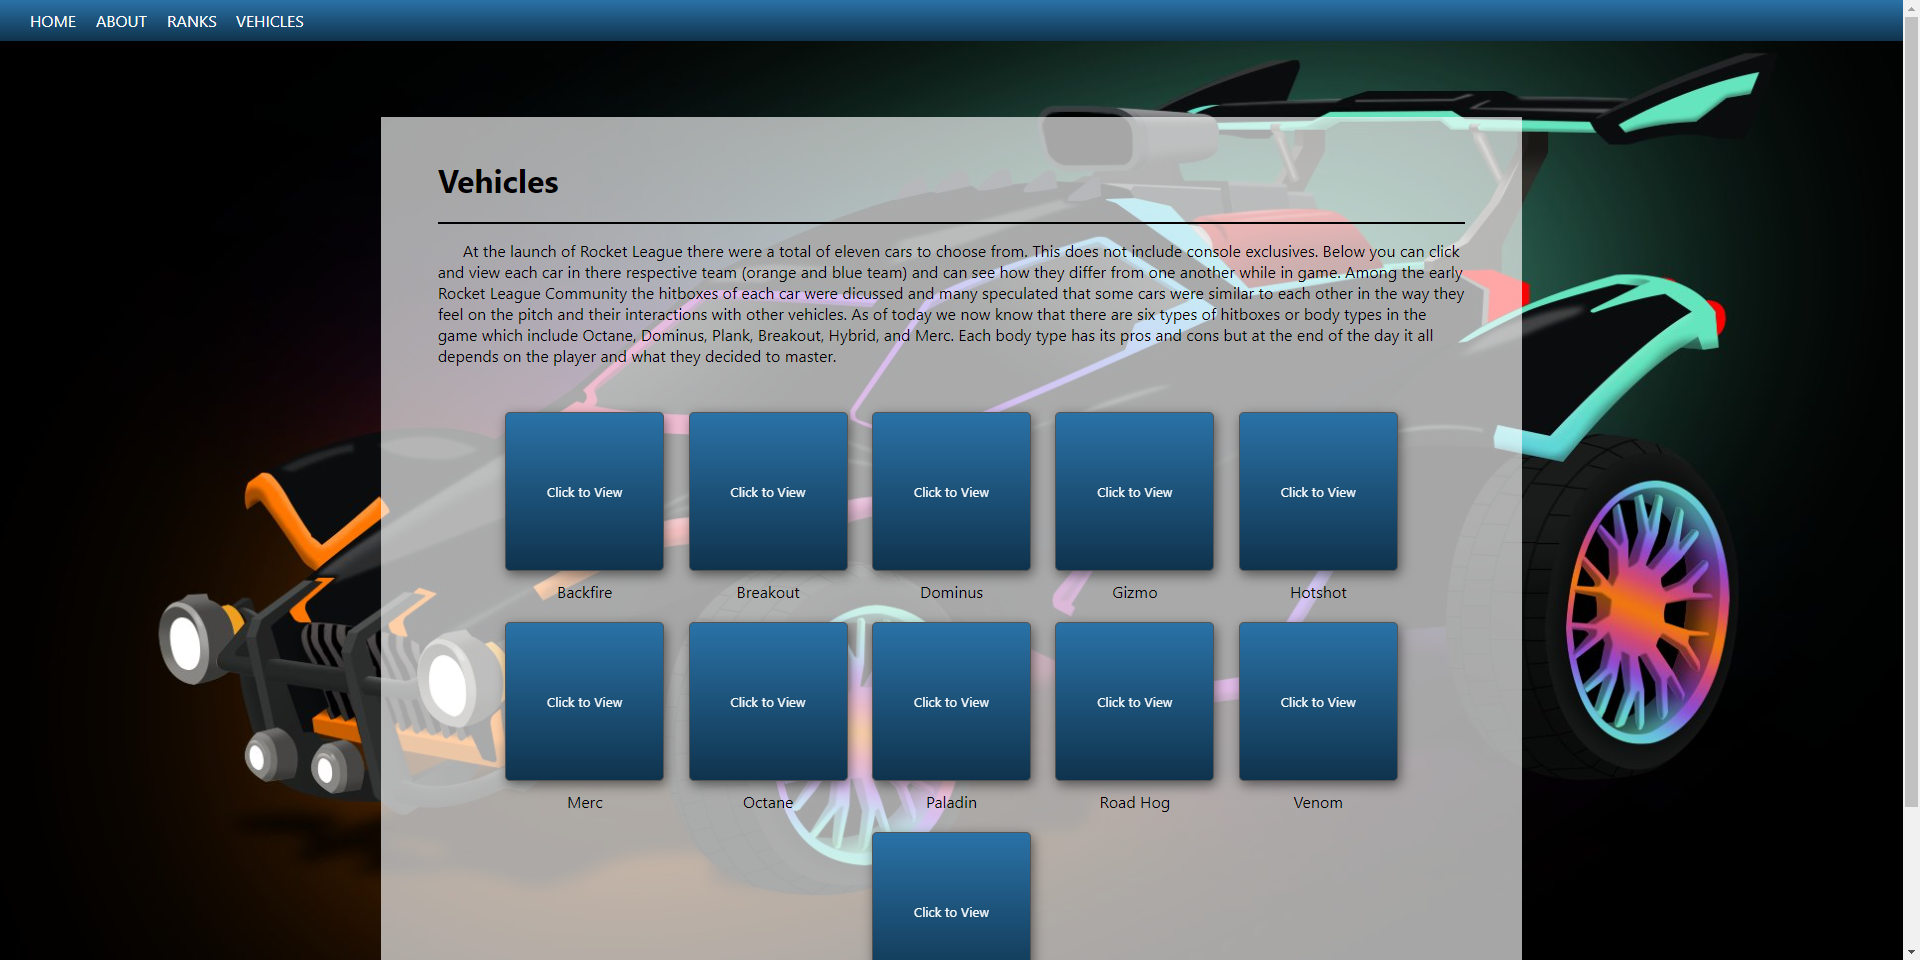 HOME ABOUT RANKS VEHICLES
Vehicles
At the launch of Rocket League there were a total of eleven cars to choose from. This does not include console exclusives. Below you can click
and view each car in there respective team (orange and blue team) and can see how they differ from one another while in game. Among the early
Rocket League Community the hitboxes of each car were dicussed and many speculated that some cars were similar to each other in the way they
feel on the pitch and their interactions with other vehicles. As of today we now know that there are six types of hitboxes or body types in the
game which include Octane, Dominus, Plank, Breakout, Hybrid, and Merc. Each body type has its pros and cons but at the end of the day it all
depends on the player and what they decided to master.
Click to View Click to View Click to View Click to View Click to View
Backfire Breakout Dominus Gizmo Hotshot
Click to View Click to View Click to View Click to View Click to View
Merc Octane Paladin Road Hog Venom
Click to View